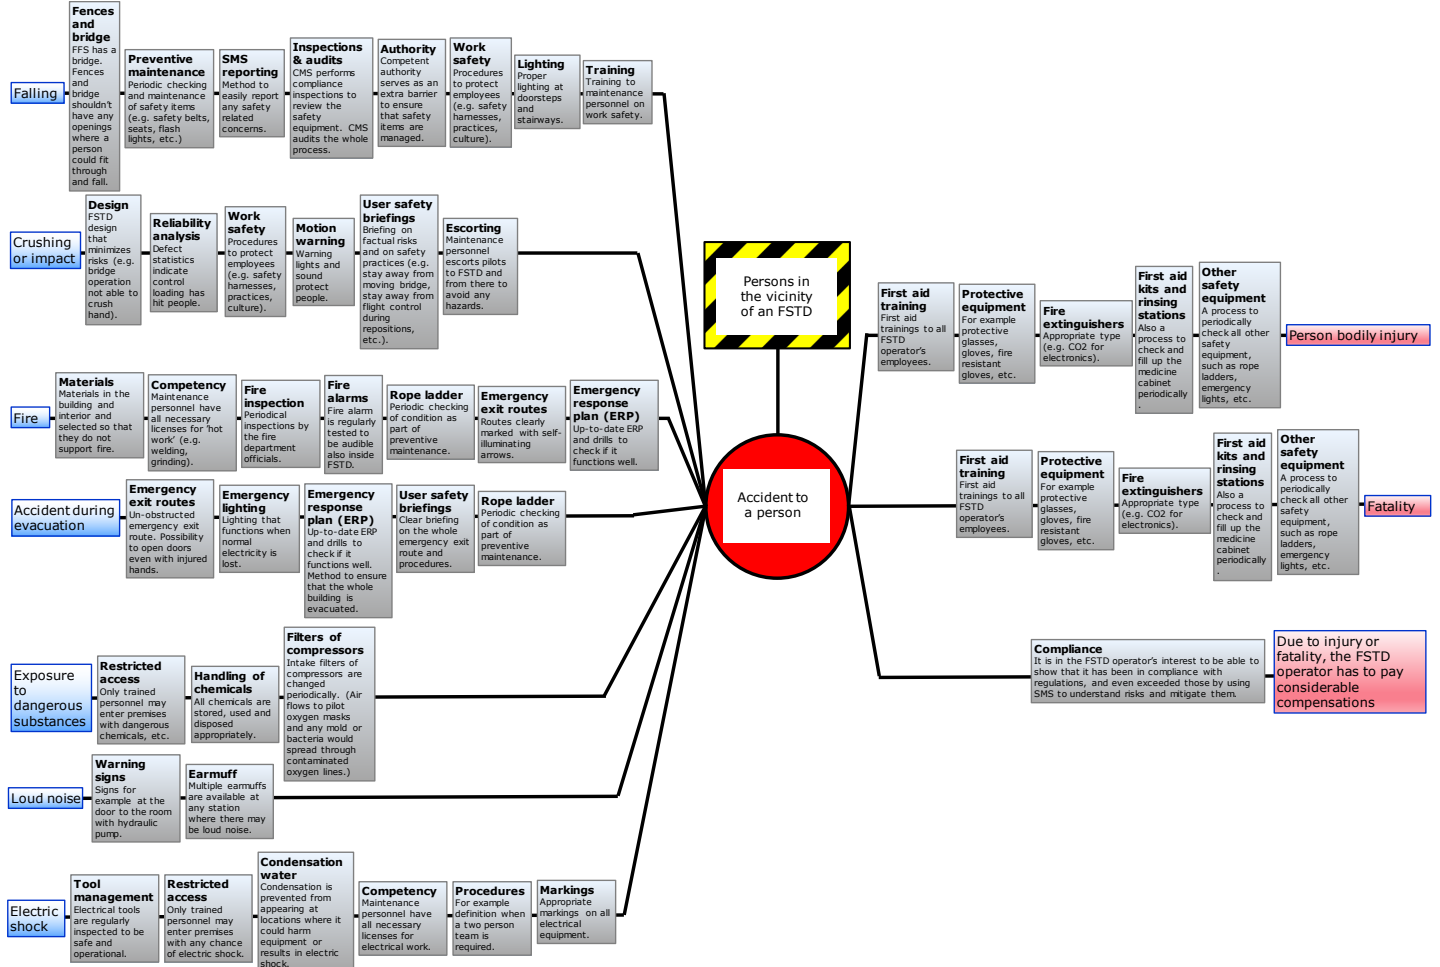 Falling
Fences
and
bridge
FFS has a
bridge.
Fences
and
bridge
shouldn't
have any
openings
where a
person
could fit
through
and fall.
Preventive
maintenance
Periodic checking
and maintenance
of safety items
(e.g. safety belts,
seats, flash
lights, etc.)
SMS
reporting
Method to
easily report
any safety
related
concerns.
Inspections
& audits
CMS performs
compliance
inspections to
review the
safety
equipment. CMS
audits the whole
process.
Authority
Competent
authority
serves as an
extra barrier
to ensure
that safety
items are
managed.
Work
safety
Procedures
to protect
employees
(e.g. safety
harnesses,
practices,
culture).
Lighting
Proper
lighting at
doorsteps
and
stairways.
Training
Training to
maintenance
personnel on
work safety.
Crushing
or impact
Design
FSTD
design
that
minimizes
risks (e.g.
bridge
operation
not able to
crush
hand).
Reliability
analysis
Defect
statistics
indicate
control
loading has
hit people.
Work
safety
Procedures
to protect
employees
(e.g. safety
harnesses,
practices,
culture).
Motion
warning
Warning
lights and
sound
protect
people.
User safety
briefings
Briefing on
factual risks
and on safety
practices (e.g.
stay away from
moving bridge,
stay away from
flight control
during
repositions,
etc.).
Escorting
Maintenance
personnel
escorts pilots
to FSTD and
from there to
avoid any
hazards.
Fire
Materials
Materials in the
building and
interior and
selected so that
they do not
support fire.
Competency
Maintenance
personnel have
all necessary
licenses for 'hot
work' (e.g.
welding,
grinding).
Fire
inspection
Periodical
inspections by
the fire
department
officials.
Fire
alarms
Fire alarm
is regularly
tested to
be audible
also inside
FSTD.
Rope ladder
Periodic checking
of condition as
part of
preventive
maintenance.
Emergency
exit routes
Routes clearly
marked with self-
illuminating
arrows.
Emergency
response
plan (ERP)
Up-to-date ERP
and drills to
check if it
functions well.
Accident during
evacuation
Emergency
exit routes
Un-obstructed
emergency exit
route. Possibility
to open doors
even with injured
hands.
Emergency
lighting
Lighting that
functions when
normal
electricity is
lost.
Emergency
response
plan (ERP)
Up-to-date ERP
and drills to
check if it
functions well.
Method to ensure
that the whole
building is
evacuated.
User safety
briefings
Clear briefing
on the whole
emergency exit
route and
procedures.
Rope ladder
Periodic checking
of condition as
part of
preventive
maintenance.
Exposure
to
dangerous
substances
Restricted
access
Only trained
personnel may
enter premises
with dangerous
chemicals, etc.
Handling of
chemicals
All chemicals are
stored, used and
disposed
appropriately.
Filters of
compressors
Intake filters of
compressors are
changed
periodically. (Air
flows to pilot
oxygen masks
and any mold or
bacteria would
spread through
contaminated
oxygen lines.)
Loud noise
Warning
signs
Signs for
example at the
door to the room
with hydraulic
pump.
Earmuff
Multiple earmuffs
are available at
any station
where there may
be loud noise.
Electric
shock
Tool
management
Electrical tools
are regularly
inspected to be
safe and
operational.
Restricted
access
Only trained
personnel may
enter premises
with any chance
of electric shock.
Condensation
water
Condensation is
prevented from
appearing at
locations where it
could harm
equipment or
results in electric
shock.
Competency
Maintenance
personnel have
all necessary
licenses for
electrical work.
Procedures
For example
definition when
a two person
team is
required.
Markings
Appropriate
markings on all
electrical
equipment.
Persons in
the vicinity
of an FSTD
Accident to
a person
First aid
training
First aid
trainings to all
FSTD
operator's
employees.
Protective
equipment
For example
protective
glasses,
gloves, fire
resistant
gloves, etc.
Fire
extinguishers
Appropriate type
(e.g. CO2 for
electronics).
First aid
kits and
rinsing
stations
Also a
process to
check and
fill up the
medicine
cabinet
periodically
.
Other
safety
equipment
A process to
periodically
check all other
safety
equipment,
such as rope
ladders,
emergency
lights, etc.
Person bodily injury
First aid
training
First aid
trainings to all
FSTD
operator's
employees.
Protective
equipment
For example
protective
glasses,
gloves, fire
resistant
gloves, etc.
Fire
extinguishers
Appropriate type
(e.g. CO2 for
electronics).
First aid
kits and
rinsing
stations
Also a
process to
check and
fill up the
medicine
cabinet
periodically
.
Other
safety
equipment
A process to
periodically
check all other
safety
equipment,
such as rope
ladders,
emergency
lights, etc.
Fatality
Compliance
It is in the FSTD operator's interest to be able to
show that it has been in compliance with
regulations, and even exceeded those by using
SMS to understand risks and mitigate them.
Due to injury or
fatality, the FSTD
operator has to pay
considerable
compensations